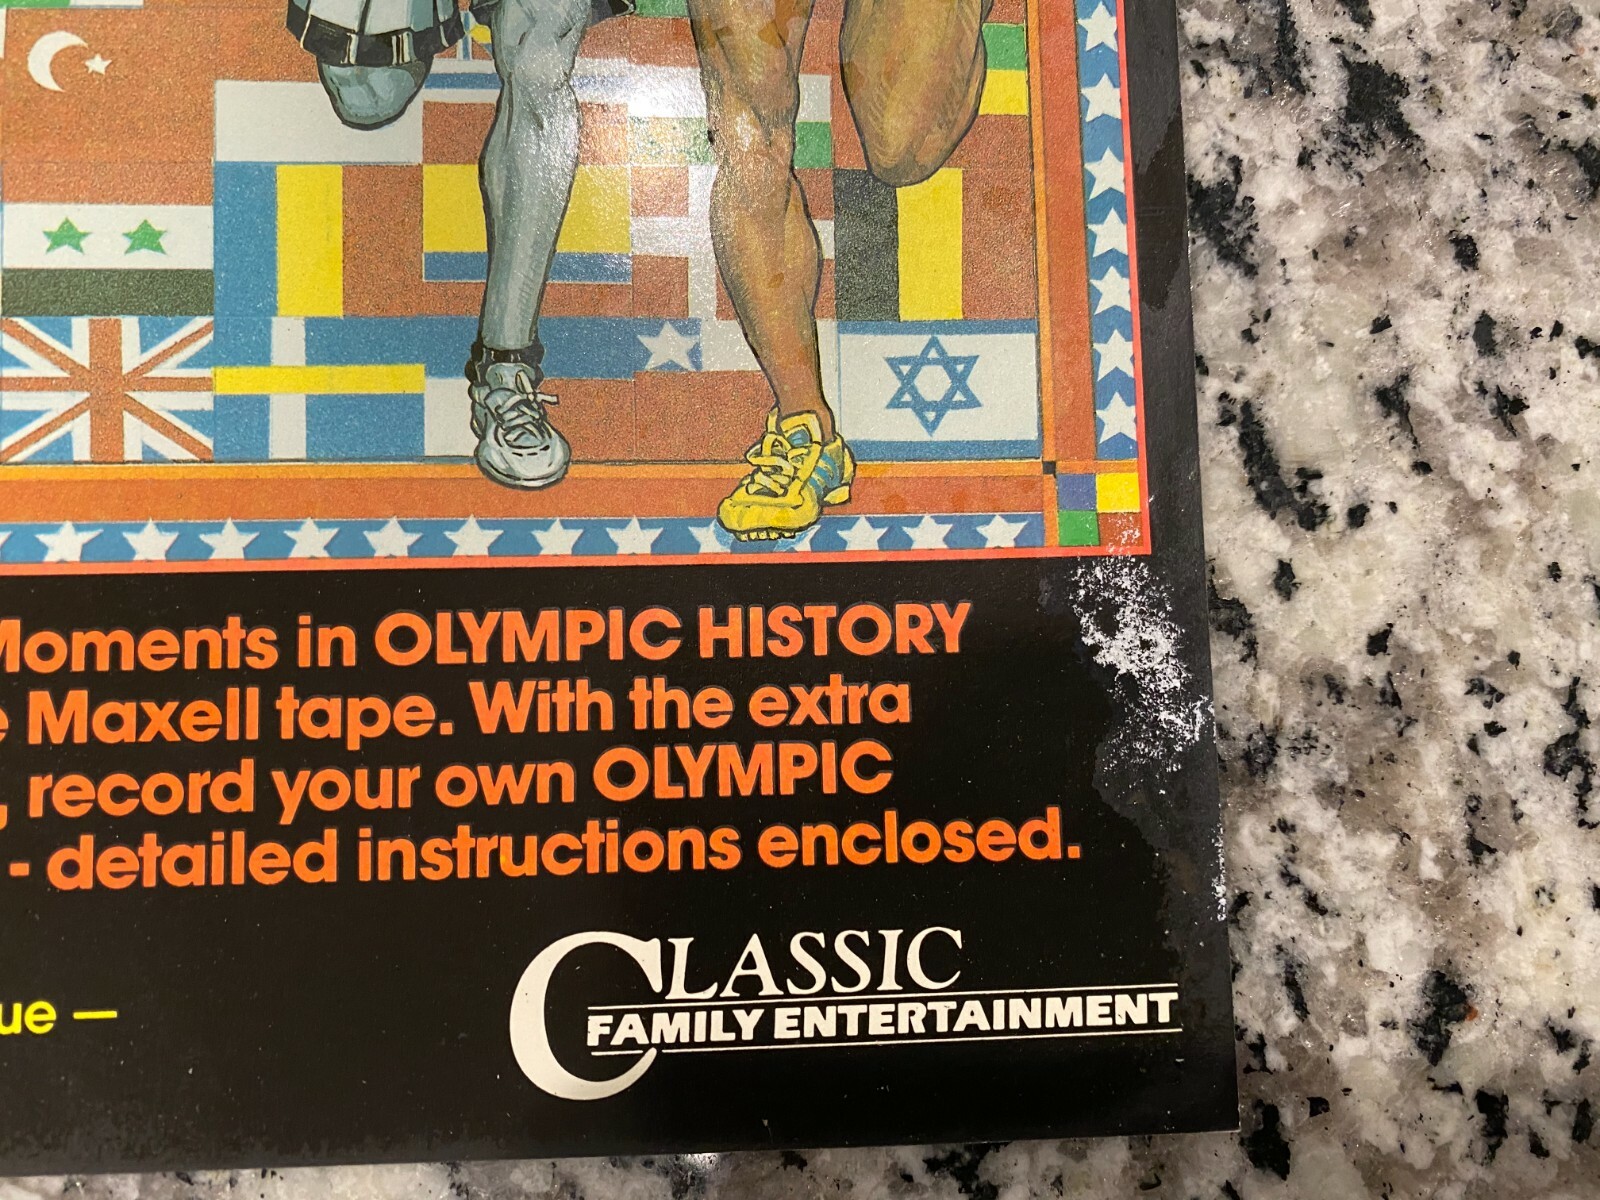 Moments in OLYMPIC HISTORY
Maxell tape. With the extra
, record your own OLYMPIC
- detailed instructions enclosed.
CLASSIC
FAMILY ENTERTAINMENT